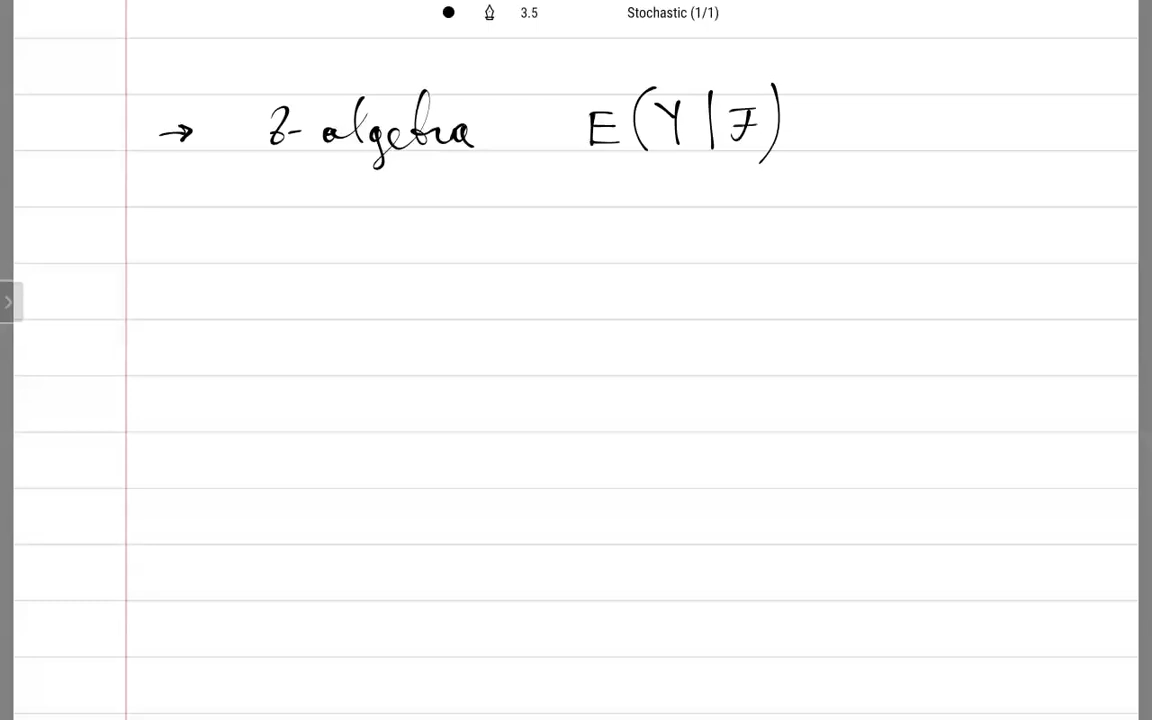 3.5 Stochastic (1/1)
→ σ-algebra E(Y|F)